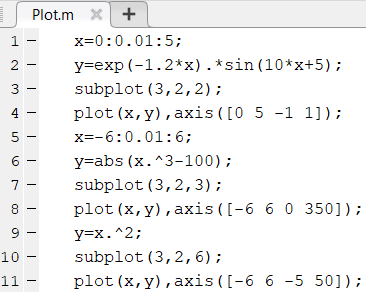 Plot.m
1 - x=0:0.01:5;
2 - y=exp(-1.2*x).*sin(10*x+5);
3 - subplot(3,2,2);
4 - plot(x,y),axis([0 5 -1 1]);
5 - x=-6:0.01:6;
6 - y=abs(x.^3-100);
7 - subplot(3,2,3);
8 - plot(x,y),axis([-6 6 0 350]);
9 - y=x.^2;
10 - subplot(3,2,6);
11 - plot(x,y),axis([-6 6 -5 50]);